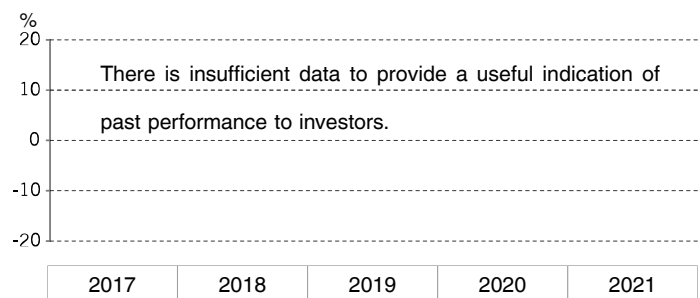 %
20
There is insufficient data to provide a useful indication of
10
past performance to investors.
0
-10
-20
2017 2018 2019 2020 2021